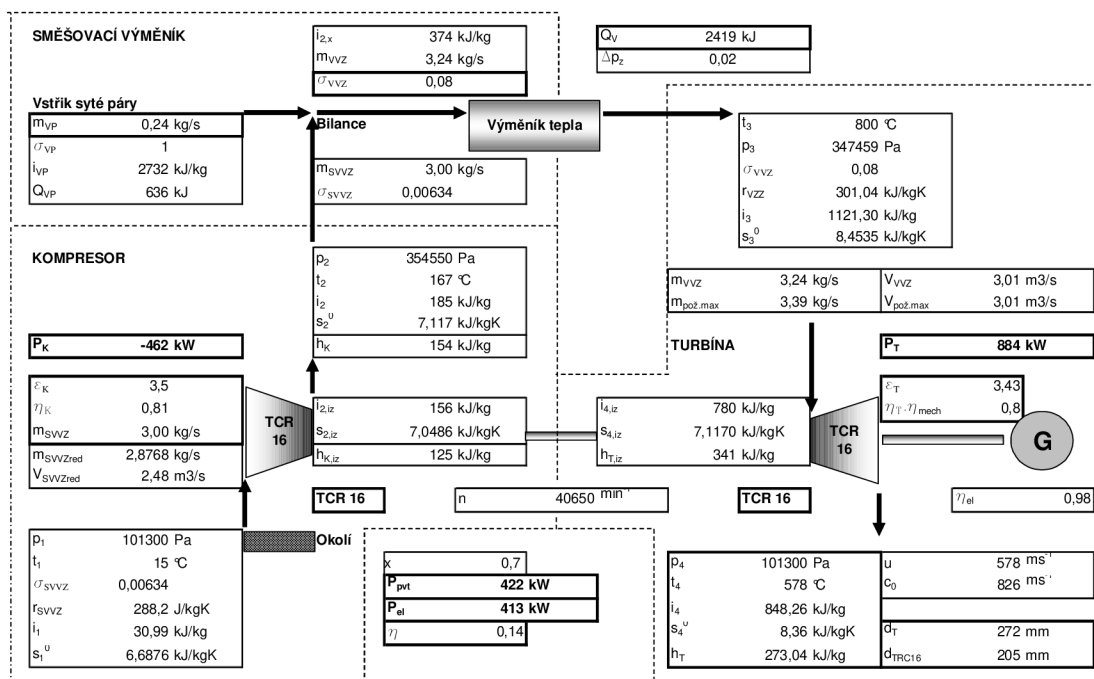 SMĚŠOVACÍ VÝMĚNÍK
i2,x 374 kJ/kg
mVVZ 3,24 kg/s
σVVZ 0,08
QV 2419 kJ
Δpz 0,02
Vstřik syté páry
mVP 0,24 kg/s
σVP 1
iVP 2732 kJ/kg
QVP 636 kJ
Bilance
mSVVZ 3,00 kg/s
σSVVZ 0,00634
Výměník tepla
t3 800 °C
p3 347459 Pa
σVVZ 0,08
rVZZ 301,04 kJ/kgK
i3 1121,30 kJ/kg
s3⁰ 8,4535 kJ/kgK
KOMPRESOR
p2 354550 Pa
t2 167 °C
i2 185 kJ/kg
s2⁰ 7,117 kJ/kgK
hK 154 kJ/kg
mVVZ 3,24 kg/s VVVZ 3,01 m3/s
mpož.max 3,39 kg/s Vpož.max 3,01 m3/s
PK -462 kW
TURBÍNA
PT 884 kW
εK 3,5
ηK 0,81
mSVVZ 3,00 kg/s
mSVVZred 2,8768 kg/s
VSVVZred 2,48 m3/s
TCR
16
i2,iz 156 kJ/kg
s2,iz 7,0486 kJ/kgK
hK,iz 125 kJ/kg
i4,iz 780 kJ/kg
s4,iz 7,1170 kJ/kgK
hT,iz 341 kJ/kg
TCR
16
εT 3,43
ηT.ηmech 0,8
G
TCR 16
n 40650 min⁻¹
TCR 16
ηel 0,98
p1 101300 Pa
t1 15 °C
σSVVZ 0,00634
rSVVZ 288,2 J/kgK
i1 30,99 kJ/kg
s1⁰ 6,6876 kJ/kgK
Okolí
x 0,7
Ppvt 422 kW
Pel 413 kW
η 0,14
p4 101300 Pa
t4 578 °C
i4 848,26 kJ/kg
s4⁰ 8,36 kJ/kgK
hT 273,04 kJ/kg
u 578 ms⁻¹
c0 826 ms⁻¹
dT 272 mm
dTRC16 205 mm